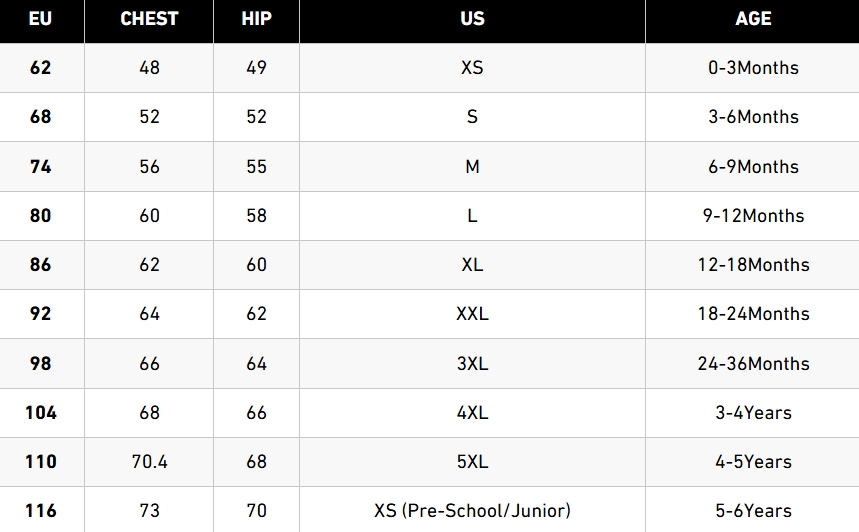 EU CHEST HIP US AGE
62 48 49 XS 0-3Months
68 52 52 S 3-6Months
74 56 55 M 6-9Months
80 60 58 L 9-12Months
86 62 60 XL 12-18Months
92 64 62 XXL 18-24Months
98 66 64 3XL 24-36Months
104 68 66 4XL 3-4Years
110 70.4 68 5XL 4-5Years
116 73 70 XS (Pre-School/Junior) 5-6Years